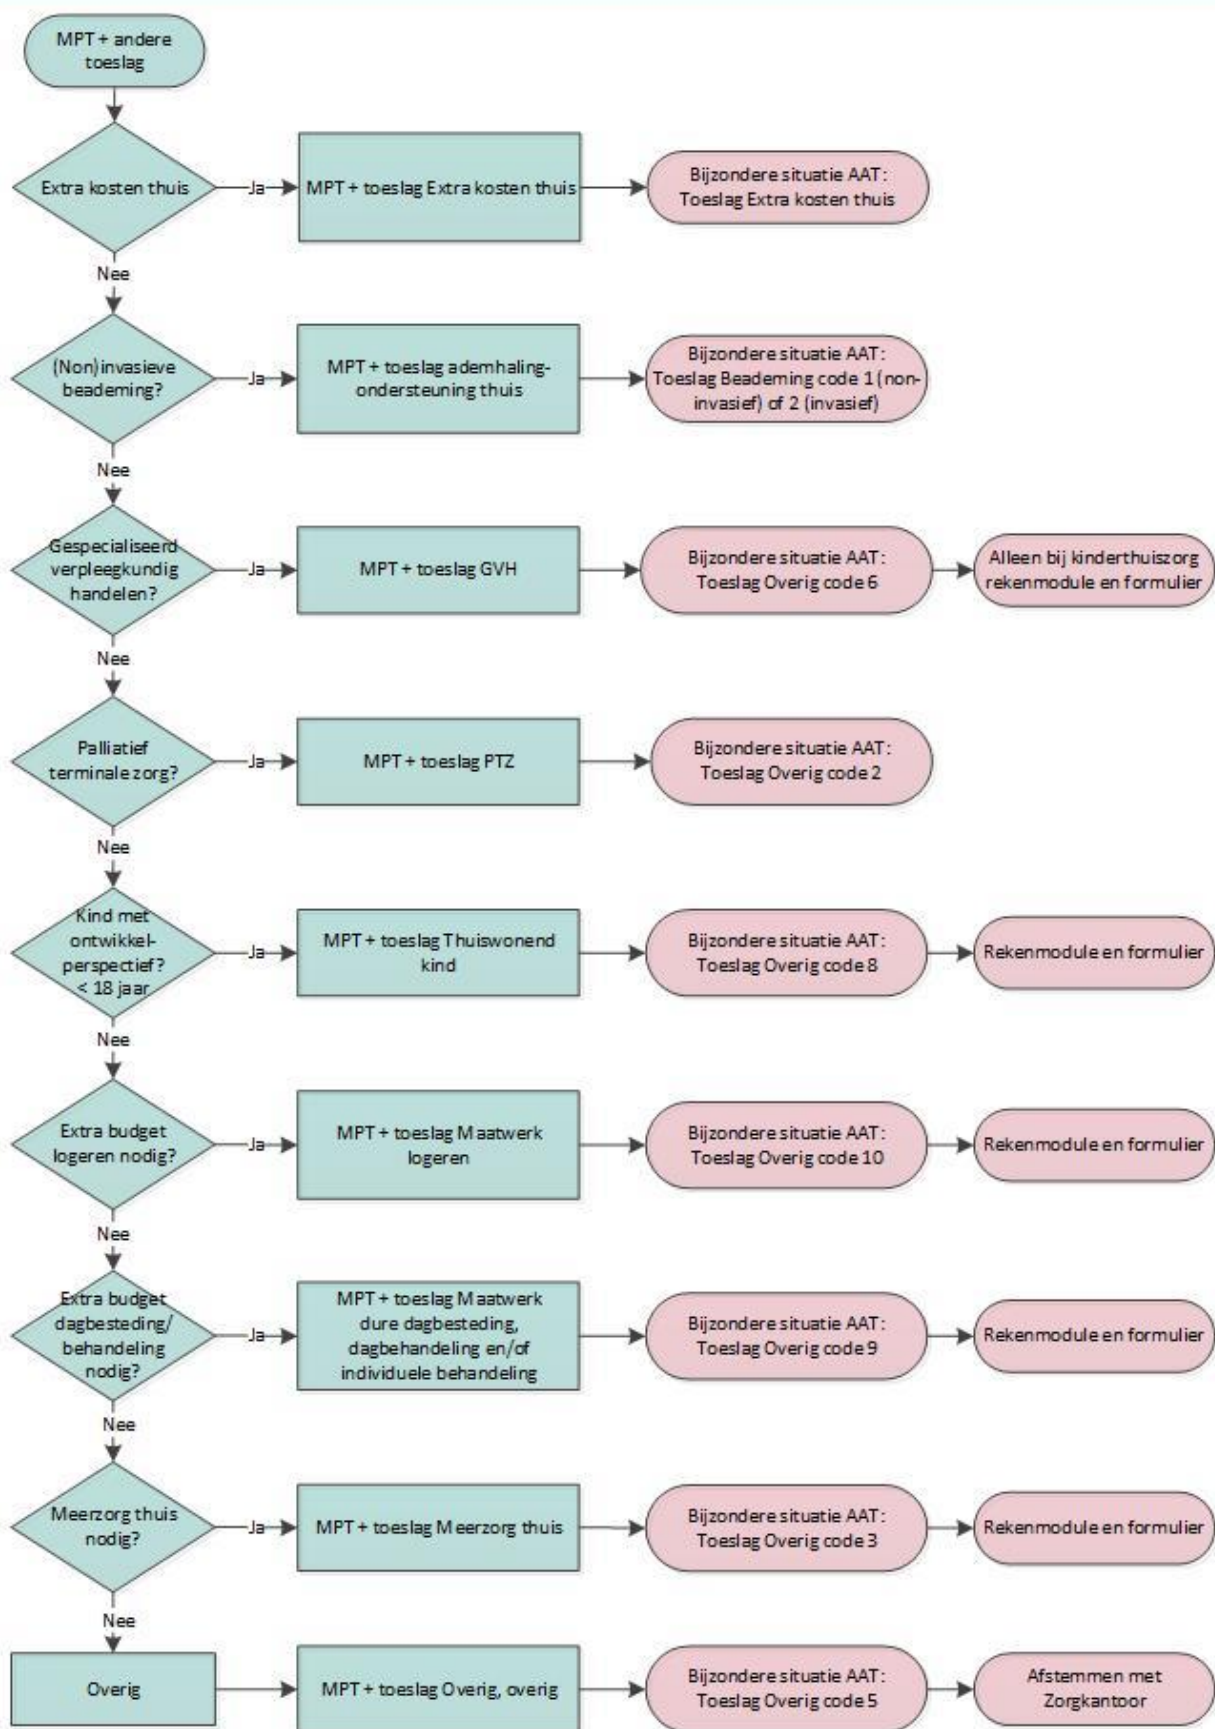 MPT + andere
toeslag
Extra kosten thuis
Ja
MPT + toeslag Extra kosten thuis
Bijzondere situatie AAT:
Toeslag Extra kosten thuis
Nee
(Non)invasieve
beademing?
Ja
MPT + toeslag ademhaling-
ondersteuning thuis
Bijzondere situatie AAT:
Toeslag Beademing code 1 (non-
invasief) of 2 (invasief)
Nee
Gespecialiseerd
verpleegkundig
handelen?
Ja
MPT + toeslag GVH
Bijzondere situatie AAT:
Toeslag Overig code 6
Alleen bij kinderthuiszorg
rekenmodule en formulier
Nee
Palliatief
terminale zorg?
Ja
MPT + toeslag PTZ
Bijzondere situatie AAT:
Toeslag Overig code 2
Nee
Kind met
ontwikkel-
perspectief?
< 18 jaar
Ja
MPT + toeslag Thuiswonend
kind
Bijzondere situatie AAT:
Toeslag Overig code 8
Rekenmodule en formulier
Nee
Extra budget
logeren nodig?
Ja
MPT + toeslag Maatwerk
logeren
Bijzondere situatie AAT:
Toeslag Overig code 10
Rekenmodule en formulier
Nee
Extra budget
dagbesteding/
behandeling
nodig?
Ja
MPT + toeslag Maatwerk
dure dagbesteding,
dagbehandeling en/of
individuele behandeling
Bijzondere situatie AAT:
Toeslag Overig code 9
Rekenmodule en formulier
Nee
Meerzorg thuis
nodig?
Ja
MPT + toeslag Meerzorg thuis
Bijzondere situatie AAT:
Toeslag Overig code 3
Rekenmodule en formulier
Nee
Overig
MPT + toeslag Overig, overig
Bijzondere situatie AAT:
Toeslag Overig code 5
Afstemmen met
Zorgkantoor